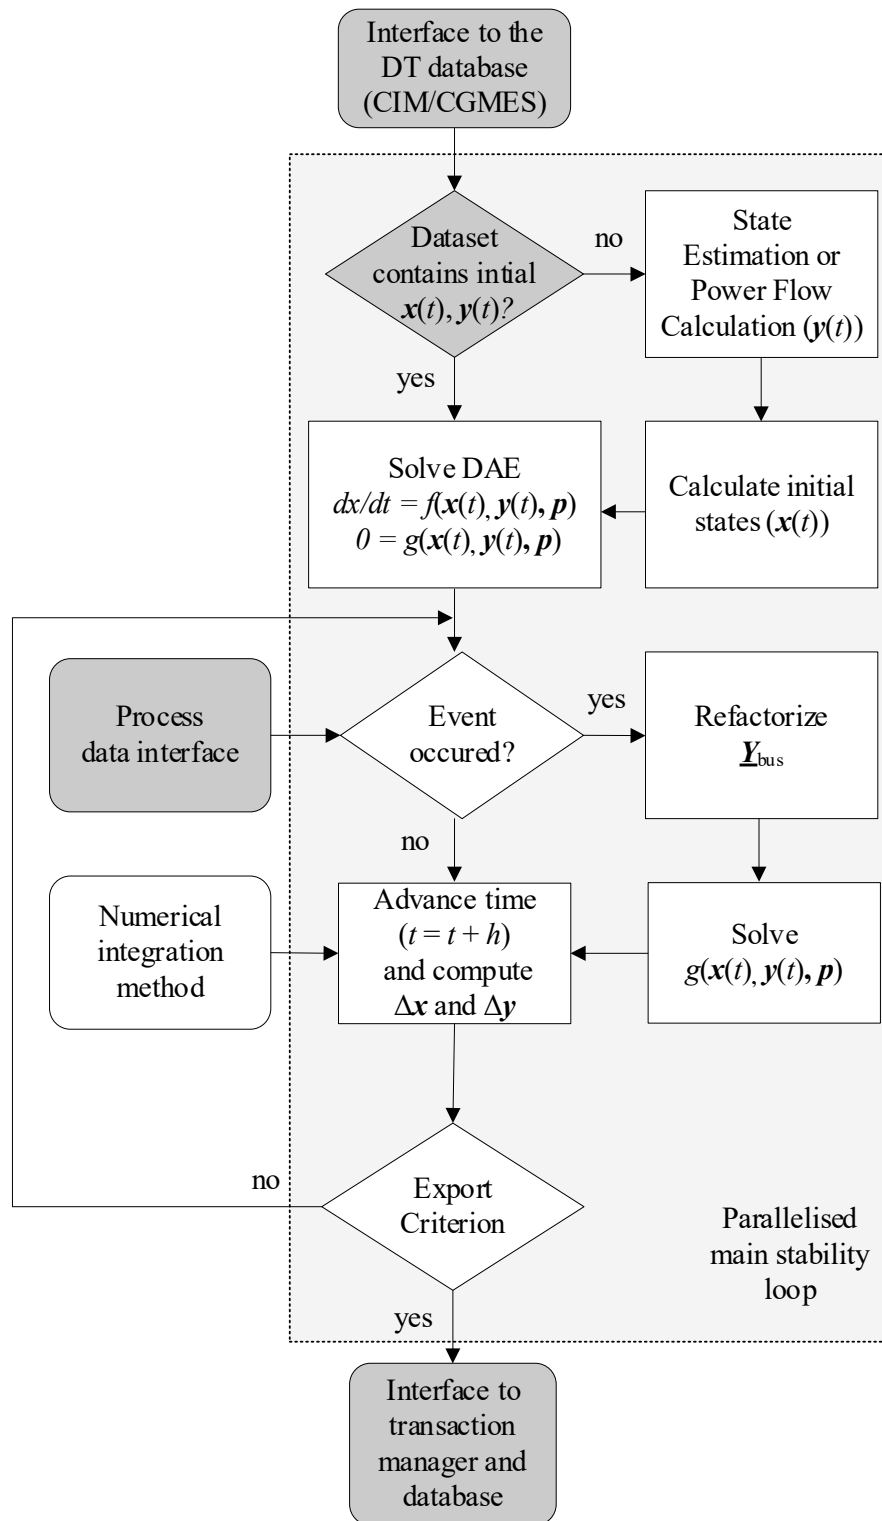 Interface to the
DT database
(CIM/CGMES)
Dataset
contains intial
x(t), y(t)?
no
State
Estimation or
Power Flow
Calculation (y(t))
yes
Solve DAE
dx/dt = f(x(t), y(t), p)
0 = g(x(t), y(t), p)
Calculate initial
states (x(t))
Process
data interface
Event
occured?
yes
Refactorize
Y_bus
no
Numerical
integration
method
Advance time
(t = t + h)
and compute
Δx and Δy
Solve
g(x(t), y(t), p)
no
Export
Criterion
Parallelised
main stability
loop
yes
Interface to
transaction
manager and
database